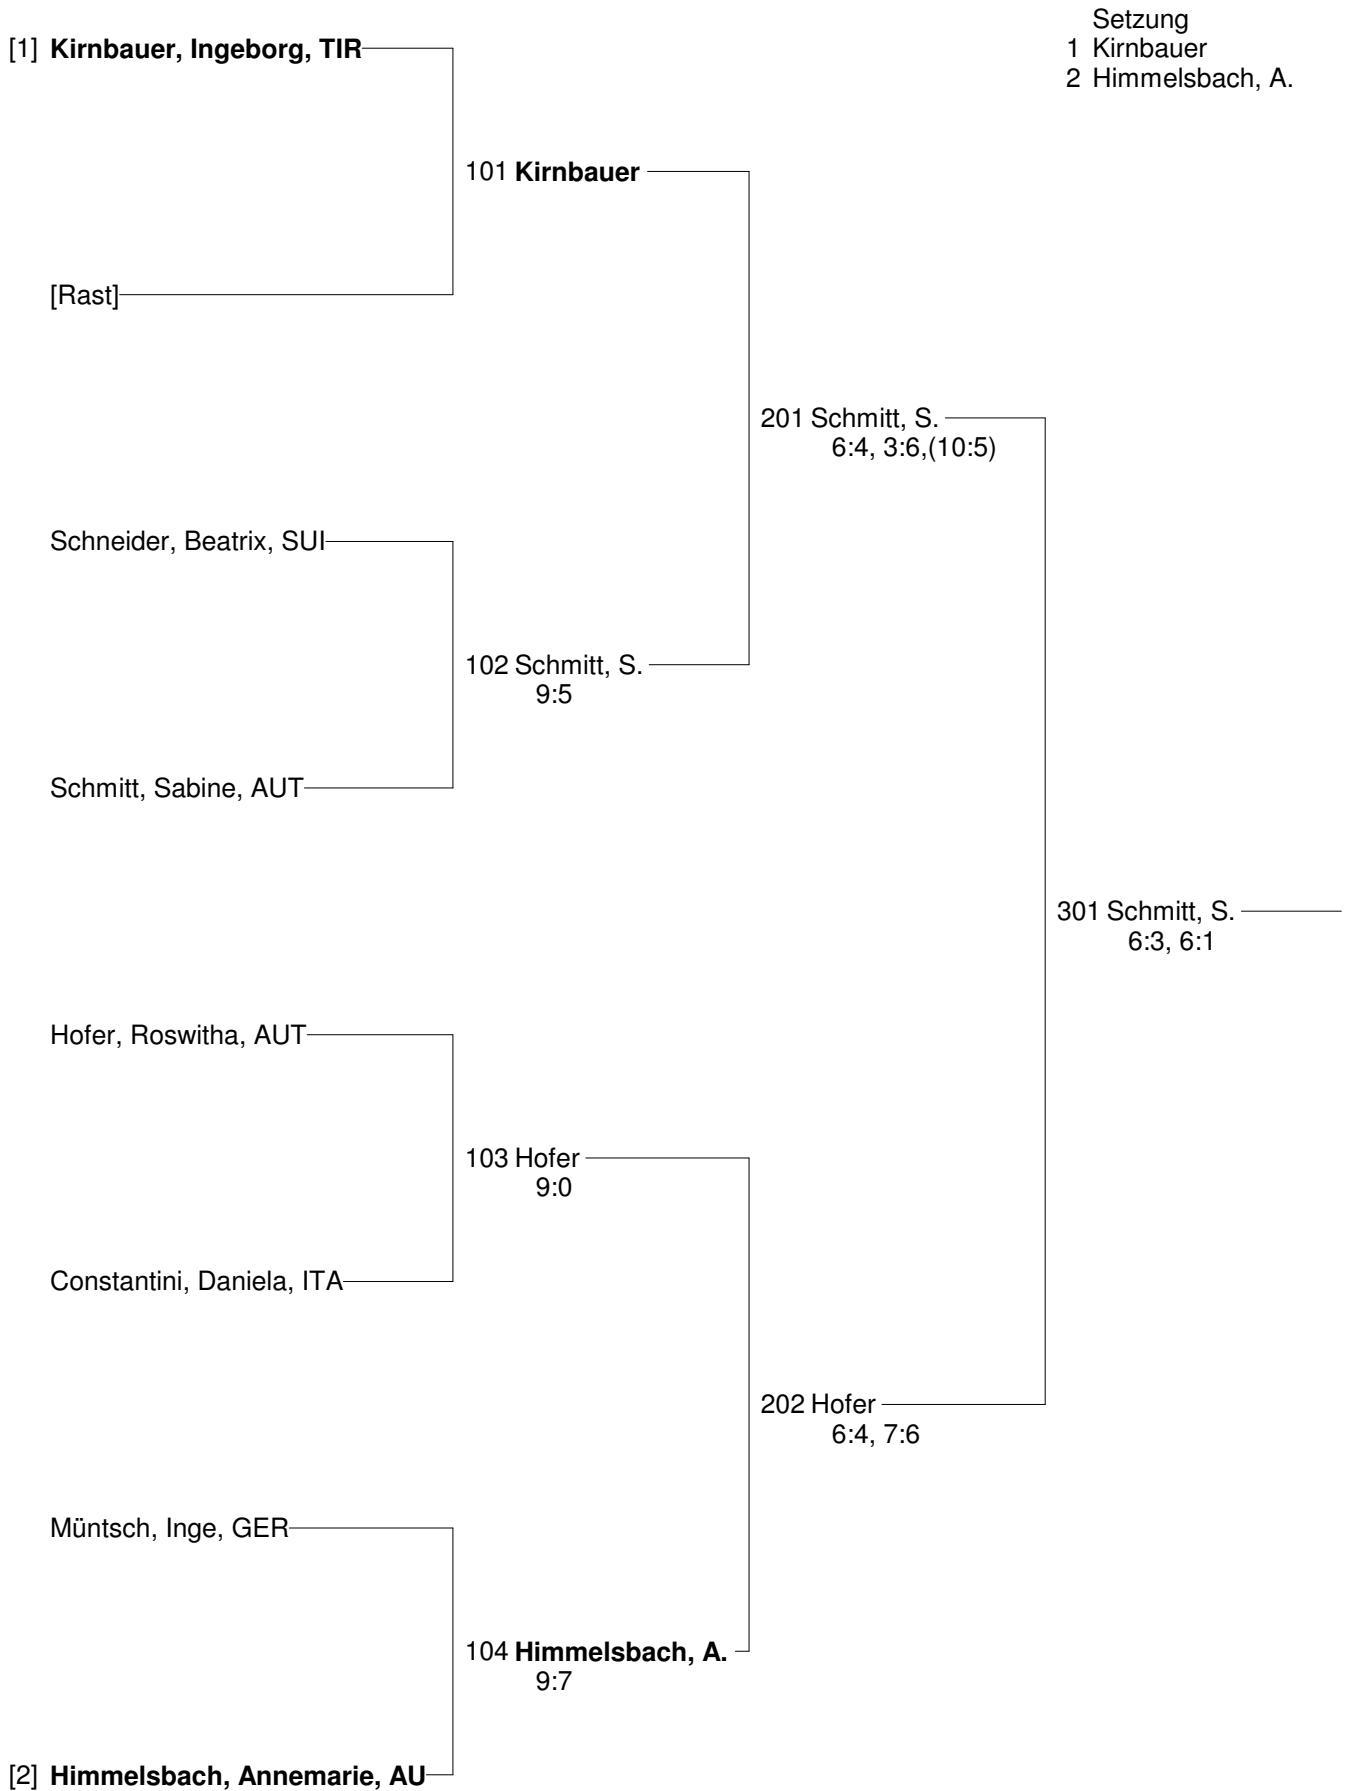 Setzung
1 Kirnbauer
2 Himmelsbach, A.
[1] Kirnbauer, Ingeborg, TIR
101 Kirnbauer
[Rast]
201 Schmitt, S.
6:4, 3:6,(10:5)
Schneider, Beatrix, SUI
102 Schmitt, S.
9:5
Schmitt, Sabine, AUT
301 Schmitt, S.
6:3, 6:1
Hofer, Roswitha, AUT
103 Hofer
9:0
Constantini, Daniela, ITA
202 Hofer
6:4, 7:6
Müntsch, Inge, GER
104 Himmelsbach, A.
9:7
[2] Himmelsbach, Annemarie, AU